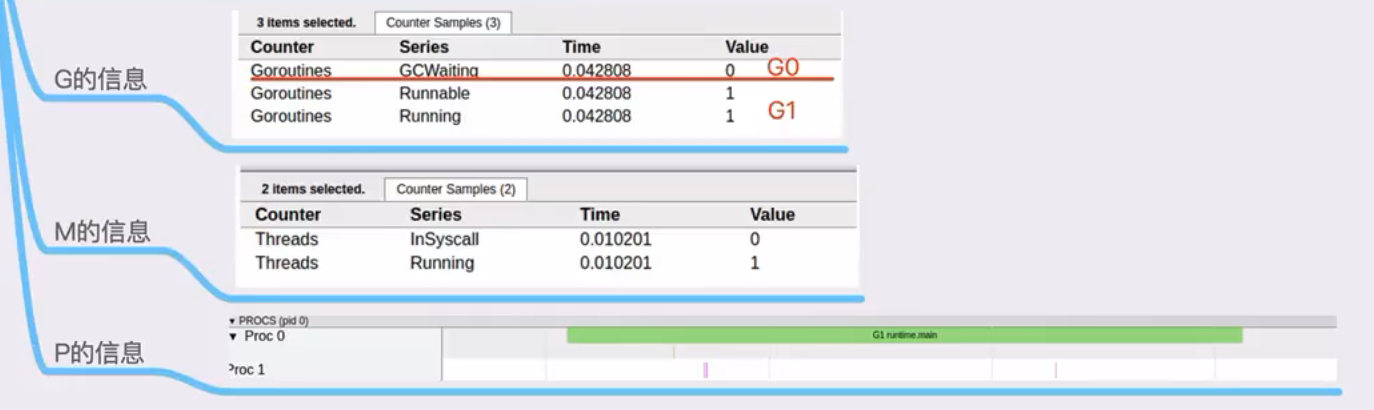 G的信息
3 items selected. Counter Samples (3)
Counter Series Time Value
Goroutines GCWaiting 0.042808 0 G0
Goroutines Runnable 0.042808 1
Goroutines Running 0.042808 1 G1
M的信息
2 items selected. Counter Samples (2)
Counter Series Time Value
Threads InSyscall 0.010201 0
Threads Running 0.010201 1
P的信息
▼ PROCS (pid 0)
▼ Proc 0 G1 runtime.main
Proc 1